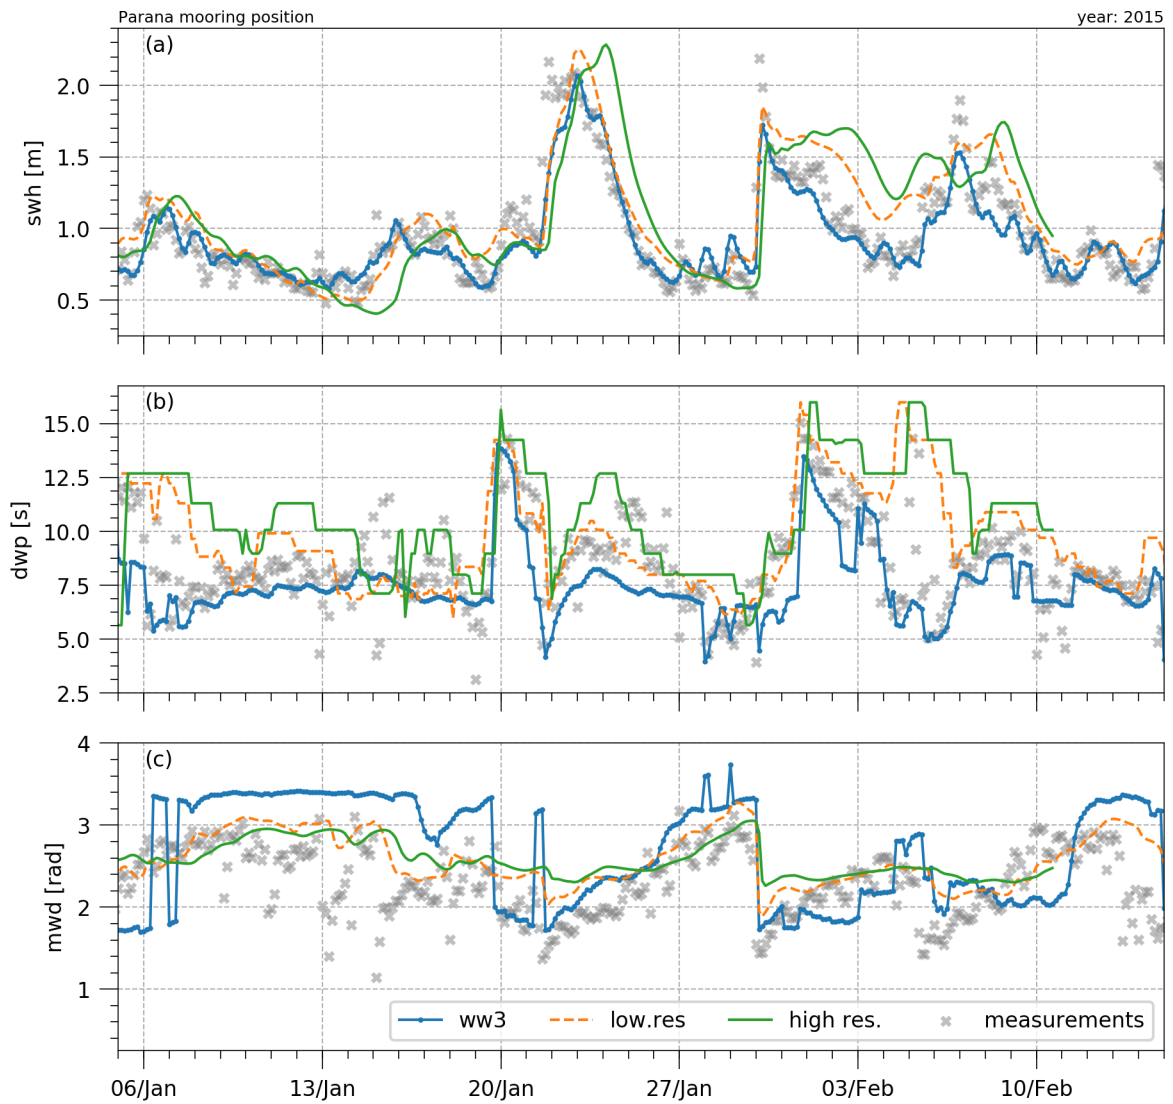 Parana mooring position year: 2015
(a)
2.0
1.5
1.0
0.5
swh [m]
(b)
15.0
12.5
10.0
7.5
5.0
2.5
dwp [s]
(c)
4
3
2
1
mwd [rad]
ww3 low.res high res. measurements
06/Jan 13/Jan 20/Jan 27/Jan 03/Feb 10/Feb